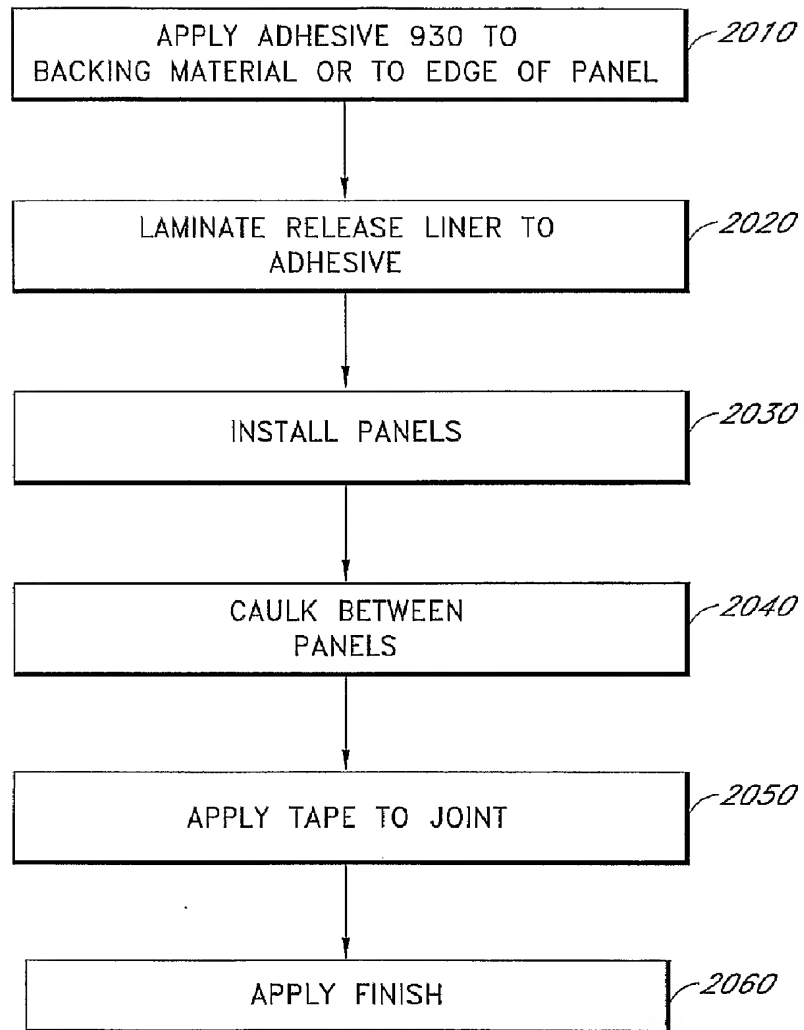 APPLY ADHESIVE 930 TO
BACKING MATERIAL OR TO EDGE OF PANEL
2010
LAMINATE RELEASE LINER TO
ADHESIVE
2020
INSTALL PANELS
2030
CAULK BETWEEN
PANELS
2040
APPLY TAPE TO JOINT
2050
APPLY FINISH
2060